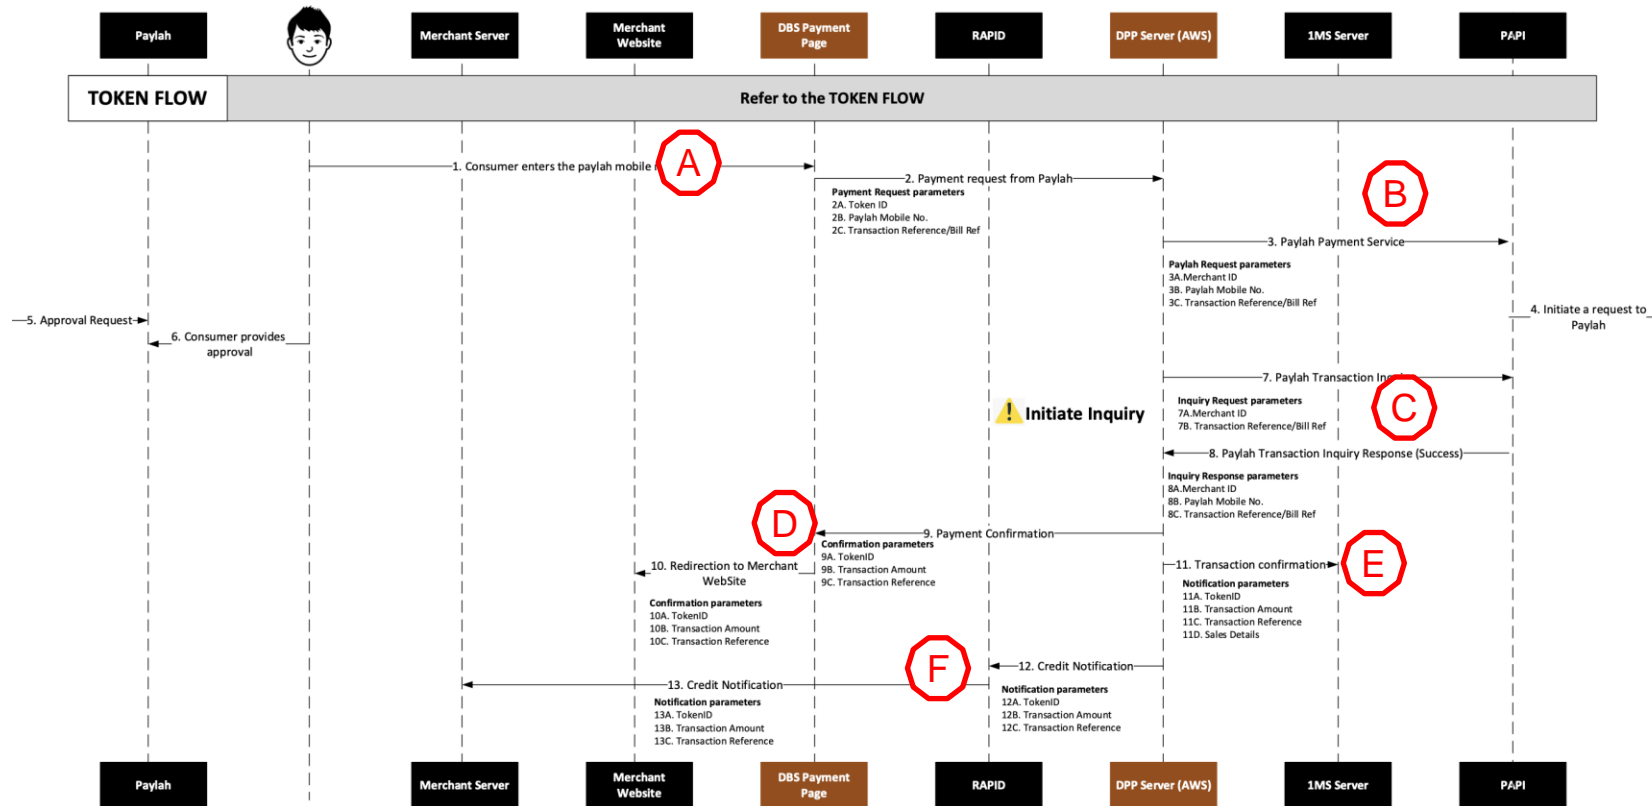 Paylah
Merchant Server
Merchant
Website
DBS Payment
Page
RAPID
DPP Server (AWS)
1MS Server
PAPI
TOKEN FLOW
Refer to the TOKEN FLOW
A
1. Consumer enters the paylah mobile
2. Payment request from Paylah
Payment Request parameters
2A. Token ID
2B. Paylah Mobile No.
2C. Transaction Reference/Bill Ref
B
3. Paylah Payment Service
Paylah Request parameters
3A.Merchant ID
3B. Paylah Mobile No.
3C. Transaction Reference/Bill Ref
4. Initiate a request to
Paylah
5. Approval Request
6. Consumer provides
approval
7. Paylah Transaction
C
Initiate Inquiry
Inquiry Request parameters
7A.Merchant ID
7B. Transaction Reference/Bill Ref
8. Paylah Transaction Inquiry Response (Success)
Inquiry Response parameters
8A.Merchant ID
8B. Paylah Mobile No.
8C. Transaction Reference/Bill Ref
D
9. Payment Confirmation
Confirmation parameters
9A. TokenID
9B. Transaction Amount
9C. Transaction Reference
10. Redirection to Merchant
WebSite
Confirmation parameters
10A. TokenID
10B. Transaction Amount
10C. Transaction Reference
11. Transaction confirmation
E
Notification parameters
11A. TokenID
11B. Transaction Amount
11C. Transaction Reference
11D. Sales Details
F
12. Credit Notification
Notification parameters
12A. TokenID
12B. Transaction Amount
12C. Transaction Reference
13. Credit Notification
Notification parameters
13A. TokenID
13B. Transaction Amount
13C. Transaction Reference
Paylah
Merchant Server
Merchant
Website
DBS Payment
Page
RAPID
DPP Server (AWS)
1MS Server
PAPI